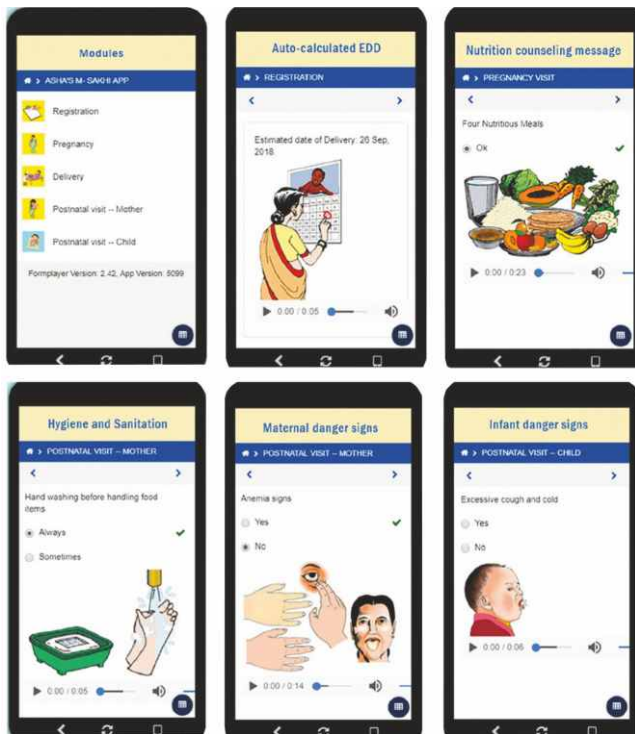 Modules
> ASHA'S M- SAKHI APP
Registration
Pregnancy
Delivery
Postnatal visit -- Mother
Postnatal visit -- Child
Formplayer Version: 2.42, App Version: 5099
Auto-calculated EDD
> REGISTRATION
Estimated date of Delivery: 26 Sep,
2018.
0:00 / 0:05
Nutrition counseling message
> PREGNANCY VISIT
Four Nutritious Meals
Ok
0:00 / 0:23
Hygiene and Sanitation
> POSTNATAL VISIT -- MOTHER
Hand washing before handling food
items
Always
Sometimes
0:00 / 0:05
Maternal danger signs
> POSTNATAL VISIT -- MOTHER
Anemia signs
Yes
No
0:00 / 0:14
Infant danger signs
> POSTNATAL VISIT -- CHILD
Excessive cough and cold
Yes
No
0:00 / 0:06